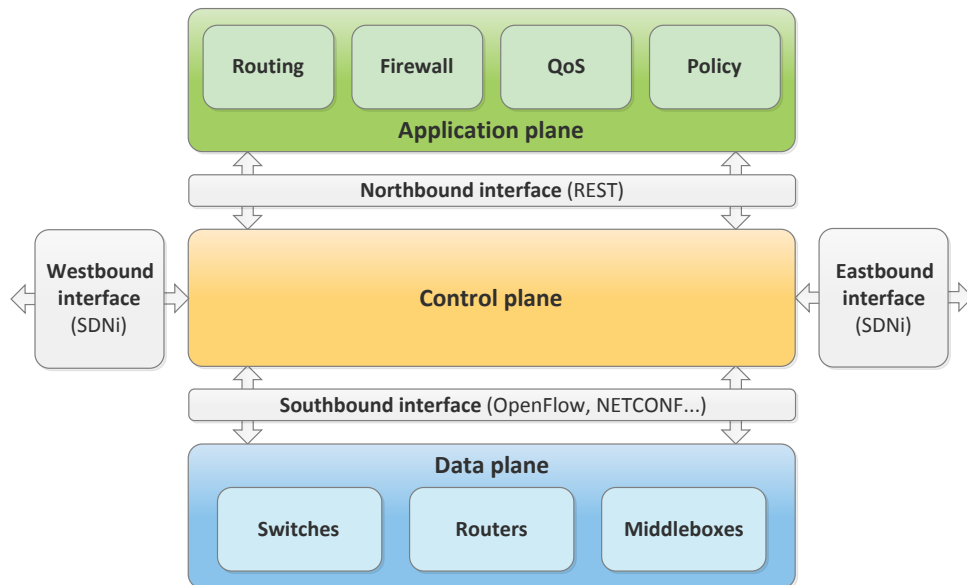 Routing
Firewall
QoS
Policy
Application plane
Northbound interface (REST)
Westbound
interface
(SDNi)
Control plane
Eastbound
interface
(SDNi)
Southbound interface (OpenFlow, NETCONF...)
Data plane
Switches
Routers
Middleboxes